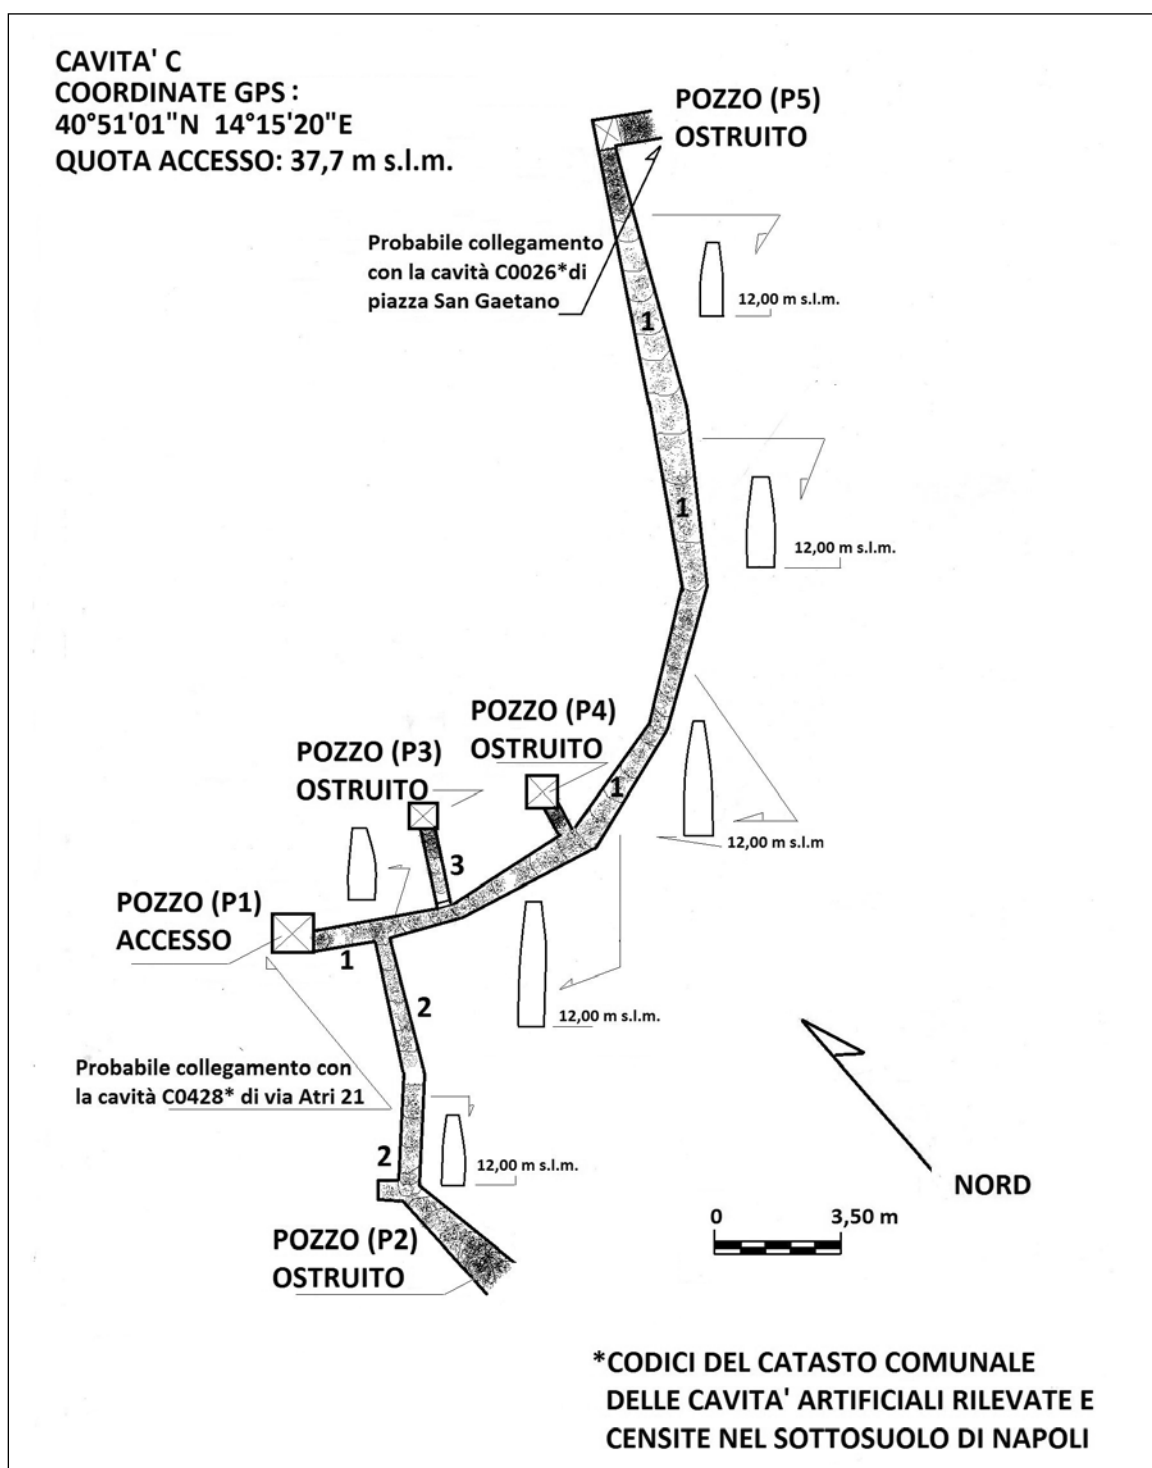 CAVITA' C
COORDINATE GPS :
40°51'01"N 14°15'20"E
QUOTA ACCESSO: 37,7 m s.l.m.
POZZO (P5)
OSTRUITO
Probabile collegamento
con la cavità C0026*di
piazza San Gaetano
12,00 m s.l.m.
1
1
12,00 m s.l.m.
POZZO (P4)
OSTRUITO
POZZO (P3)
OSTRUITO
1
12,00 m s.l.m
3
POZZO (P1)
ACCESSO
1
2
12,00 m s.l.m.
Probabile collegamento con
la cavità C0428* di via Atri 21
2
12,00 m s.l.m.
NORD
0 3,50 m
POZZO (P2)
OSTRUITO
*CODICI DEL CATASTO COMUNALE
DELLE CAVITA' ARTIFICIALI RILEVATE E
CENSITE NEL SOTTOSUOLO DI NAPOLI